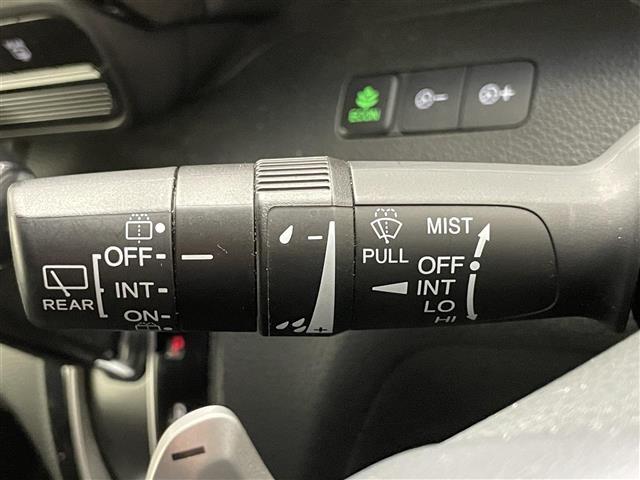 ECON
OFF
INT
ON
REAR
PULL
MIST
OFF
INT
LO
HI